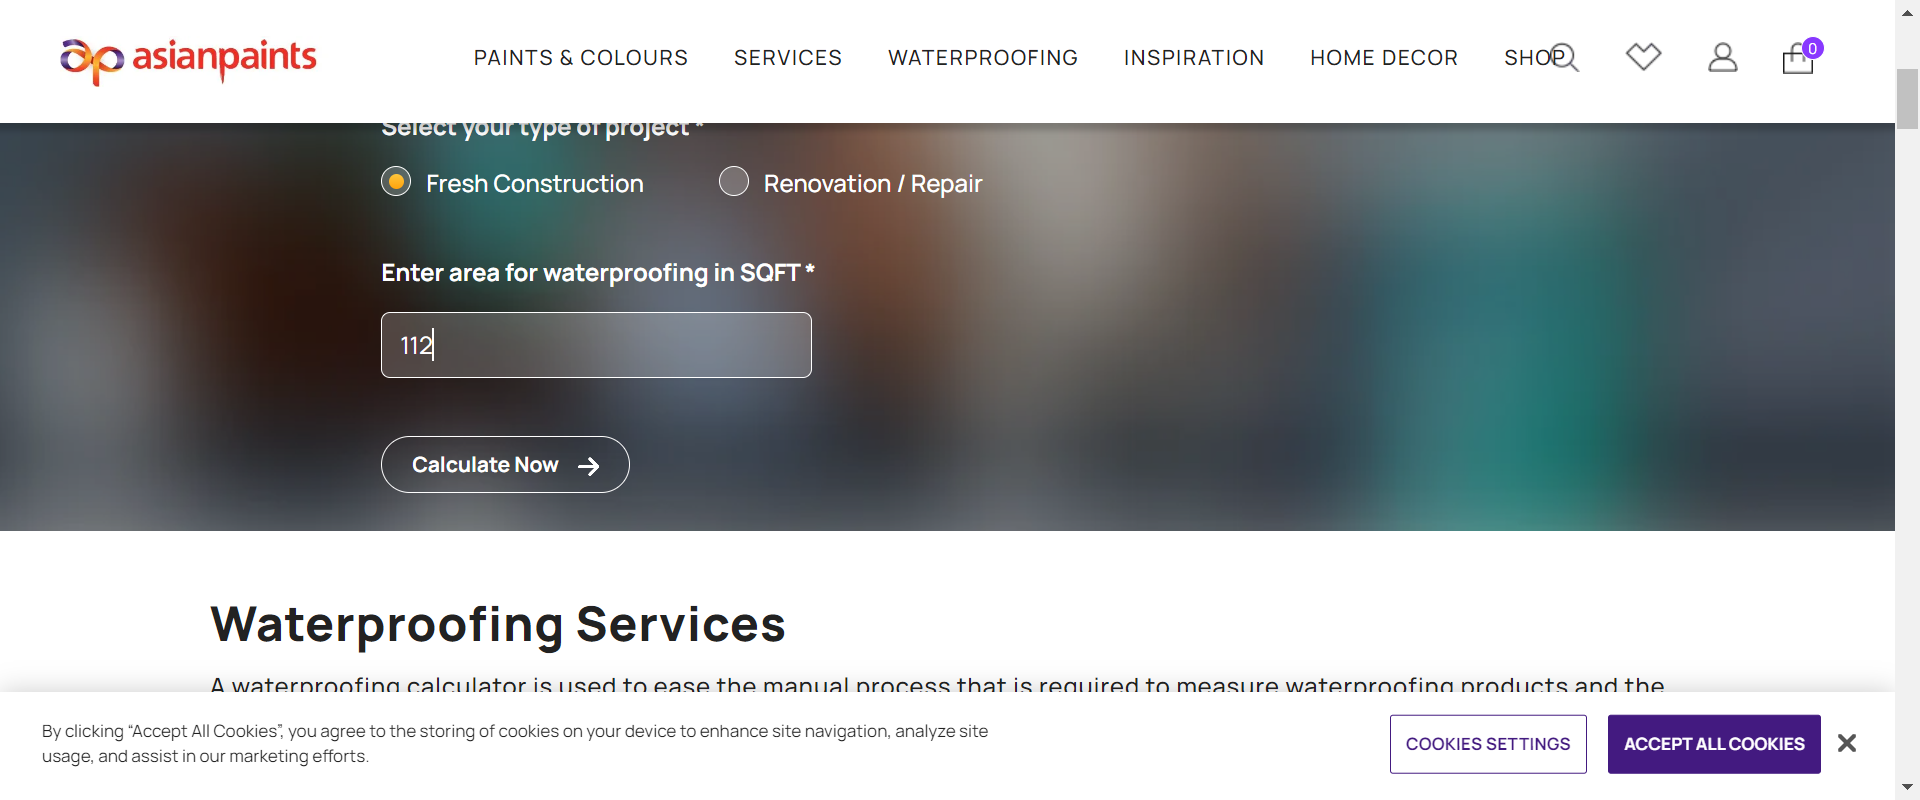 asianpaints
PAINTS & COLOURS SERVICES WATERPROOFING INSPIRATION HOME DECOR SHOP
0
Select your type of project *
Fresh Construction Renovation / Repair
Enter area for waterproofing in SQFT *
112
Calculate Now
Waterproofing Services
A waterproofing calculator is used to ease the manual process that is required to measure waterproofing products and the
By clicking “Accept All Cookies”, you agree to the storing of cookies on your device to enhance site navigation, analyze site
usage, and assist in our marketing efforts.
COOKIES SETTINGS
ACCEPT ALL COOKIES